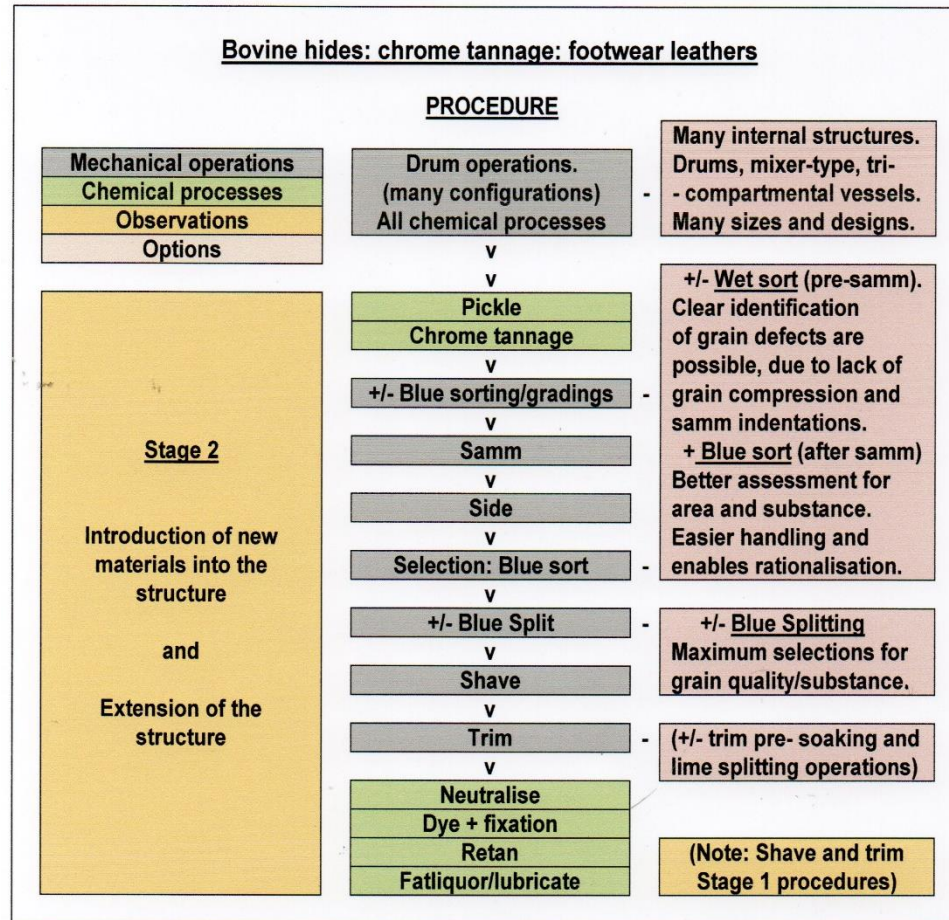 Bovine hides: chrome tannage: footwear leathers
PROCEDURE
Mechanical operations
Chemical processes
Observations
Options
Stage 2
Introduction of new
materials into the
structure
and
Extension of the
structure
Drum operations.
(many configurations)
All chemical processes
v
v
Pickle
Chrome tannage
v
+/- Blue sorting/gradings
v
Samm
v
Side
v
Selection: Blue sort
v
+/- Blue Split
v
Shave
v
Trim
v
Neutralise
Dye + fixation
Retan
Fatliquor/lubricate
-
Many internal structures.
Drums, mixer-type, tri-
- compartmental vessels.
Many sizes and designs.
-
+/- Wet sort (pre-samm).
Clear identification
of grain defects are
possible, due to lack of
grain compression and
samm indentations.
+ Blue sort (after samm)
Better assessment for
area and substance.
Easier handling and
enables rationalisation.
-
-
+/- Blue Splitting
Maximum selections for
grain quality/substance.
-
(+/- trim pre- soaking and
lime splitting operations)
(Note: Shave and trim
Stage 1 procedures)